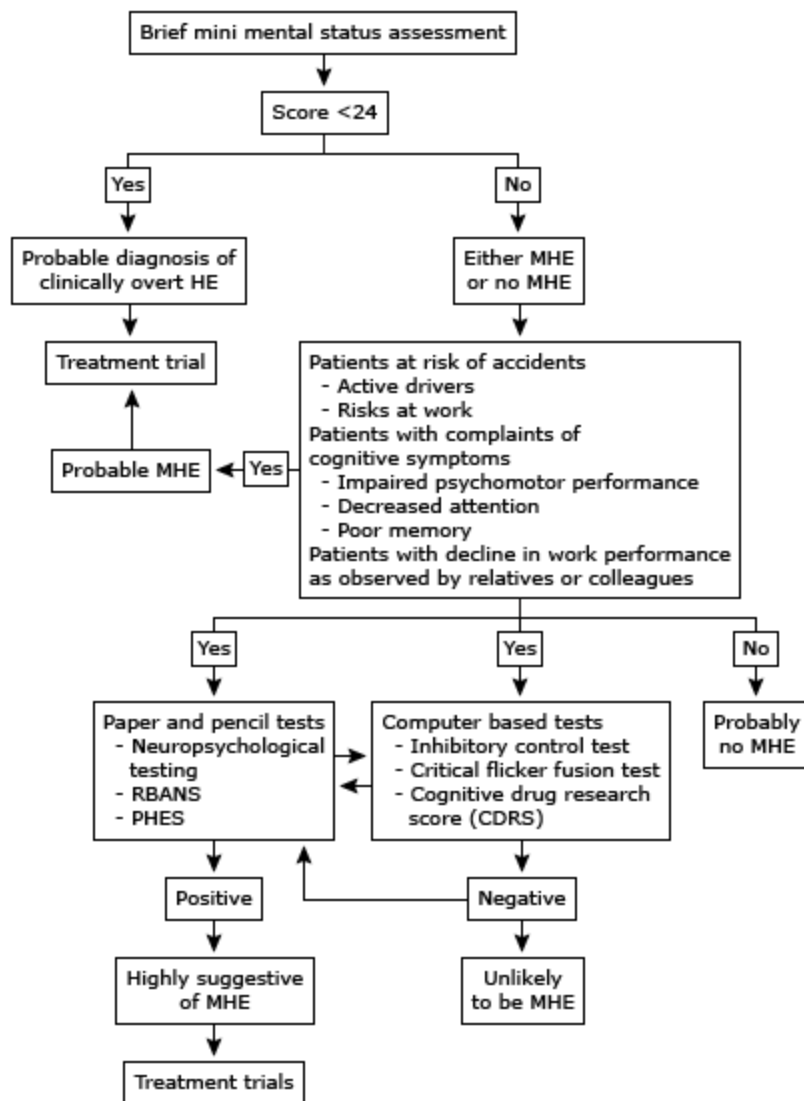 Brief mini mental status assessment
Score <24
Yes
No
Probable diagnosis of
clinically overt HE
Either MHE
or no MHE
Treatment trial
Patients at risk of accidents
- Active drivers
- Risks at work
Patients with complaints of
cognitive symptoms
- Impaired psychomotor performance
- Decreased attention
- Poor memory
Patients with decline in work performance
as observed by relatives or colleagues
Yes
Probable MHE
Yes
Yes
No
Paper and pencil tests
- Neuropsychological
testing
- RBANS
- PHES
Computer based tests
- Inhibitory control test
- Critical flicker fusion test
- Cognitive drug research
score (CDRS)
Probably
no MHE
Positive
Negative
Highly suggestive
of MHE
Unlikely
to be MHE
Treatment trials